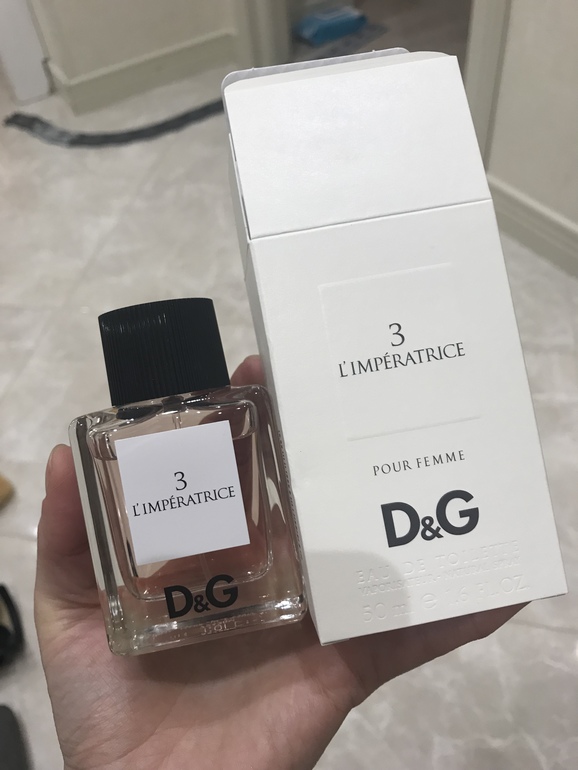 3
L'IMPÉRATRICE
D&G
3
L'IMPÉRATRICE
POUR FEMME
D&G
EAU DE TOILETTE
50 ml e